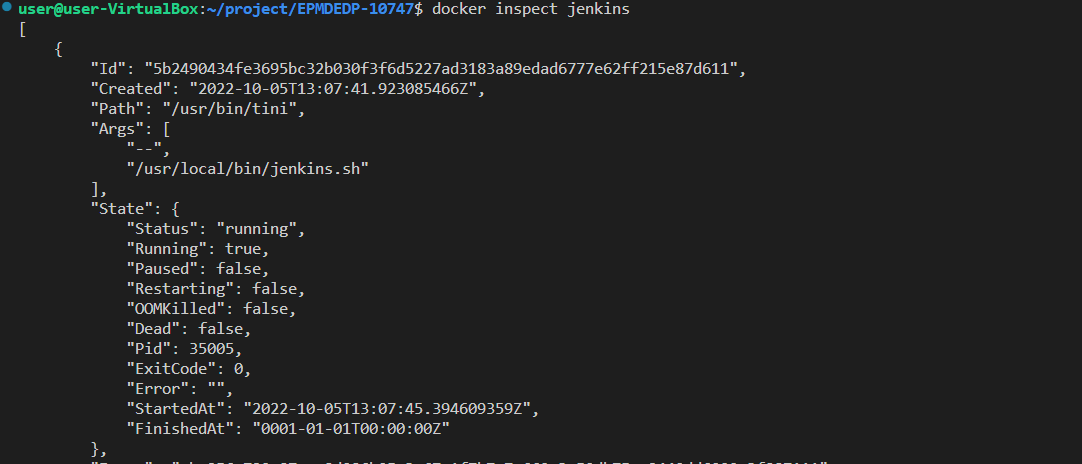 user@user-VirtualBox:~/project/EPMDEDP-10747$ docker inspect jenkins
[
    {
        "Id": "5b2490434fe3695bc32b030f3f6d5227ad3183a89edad6777e62ff215e87d611",
        "Created": "2022-10-05T13:07:41.923085466Z",
        "Path": "/usr/bin/tini",
        "Args": [
            "--",
            "/usr/local/bin/jenkins.sh"
        ],
        "State": {
            "Status": "running",
            "Running": true,
            "Paused": false,
            "Restarting": false,
            "OOMKilled": false,
            "Dead": false,
            "Pid": 35005,
            "ExitCode": 0,
            "Error": "",
            "StartedAt": "2022-10-05T13:07:45.394609359Z",
            "FinishedAt": "0001-01-01T00:00:00Z"
        },